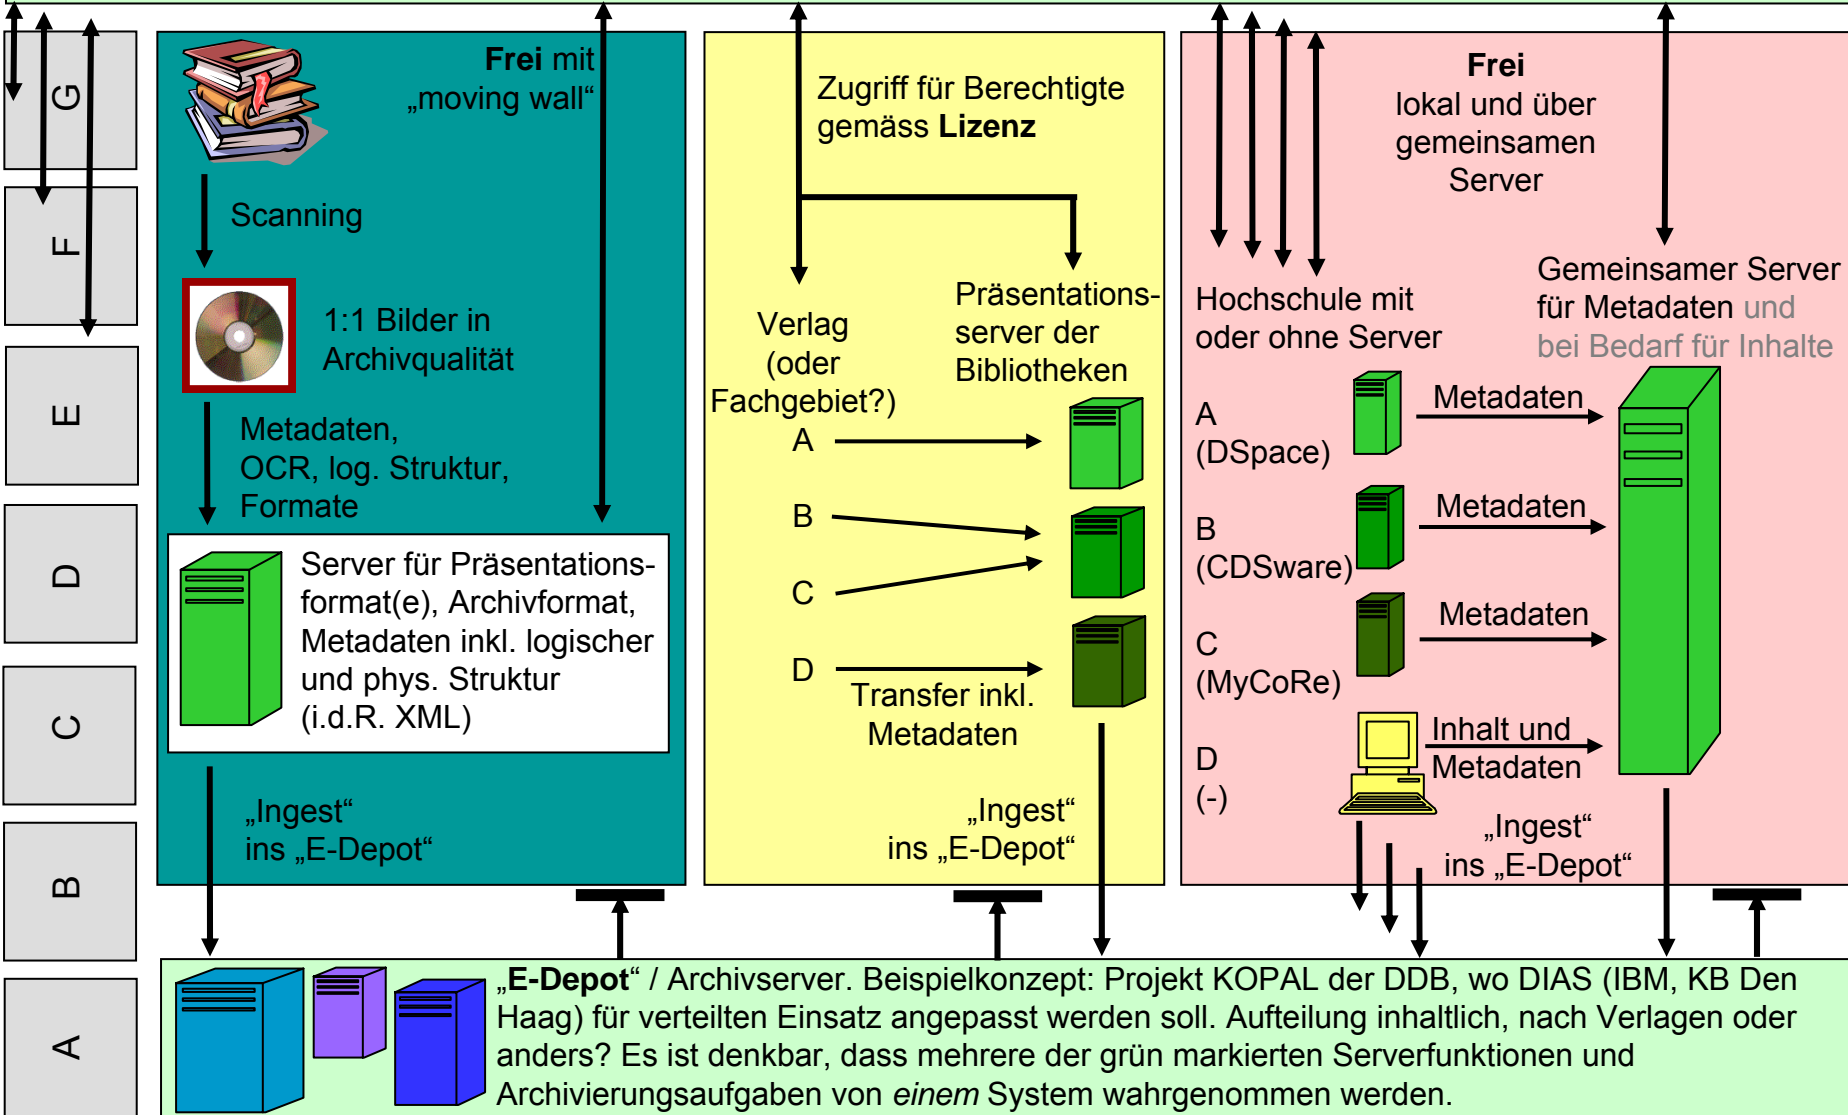 G
F
E
D
C
B
A
Frei mit
„moving wall“
Scanning
1:1 Bilder in
Archivqualität
Metadaten,
OCR, log. Struktur,
Formate
Server für Präsentations-
format(e), Archivformat,
Metadaten inkl. logischer
und phys. Struktur
(i.d.R. XML)
„Ingest“
ins „E-Depot“
Zugriff für Berechtigte
gemäss Lizenz
Verlag
(oder
Fachgebiet?)
Präsentations-
server der
Bibliotheken
A
B
C
D
Transfer inkl.
Metadaten
„Ingest“
ins „E-Depot“
Frei
lokal und über
gemeinsamen
Server
Hochschule mit
oder ohne Server
Gemeinsamer Server
für Metadaten und
bei Bedarf für Inhalte
A
(DSpace)
Metadaten
B
(CDSware)
Metadaten
C
(MyCoRe)
Metadaten
D
(-)
Inhalt und
Metadaten
„Ingest“
ins „E-Depot“
„E-Depot“ / Archivserver. Beispielkonzept: Projekt KOPAL der DDB, wo DIAS (IBM, KB Den
Haag) für verteilten Einsatz angepasst werden soll. Aufteilung inhaltlich, nach Verlagen oder
anders? Es ist denkbar, dass mehrere der grün markierten Serverfunktionen und
Archivierungsaufgaben von einem System wahrgenommen werden.